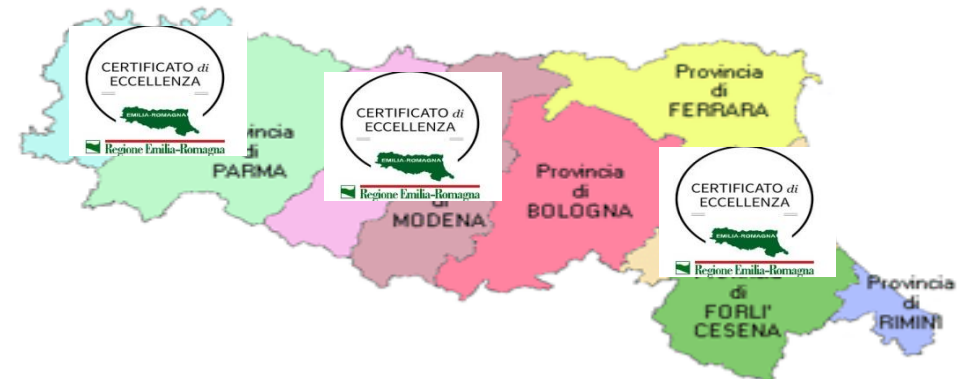 CERTIFICATO di
ECCELLENZA
EMILIA-ROMAGNA
Regione Emilia-Romagna
PARMA
CERTIFICATO di
ECCELLENZA
EMILIA-ROMAGNA
Regione Emilia-Romagna
di
MODENA
Provincia
di
BOLOGNA
Provincia
di
FERRARA
CERTIFICATO di
ECCELLENZA
EMILIA-ROMAGNA
Regione Emilia-Romagna
di
FORLI'
CESENA
Provincia
di
RIMINI